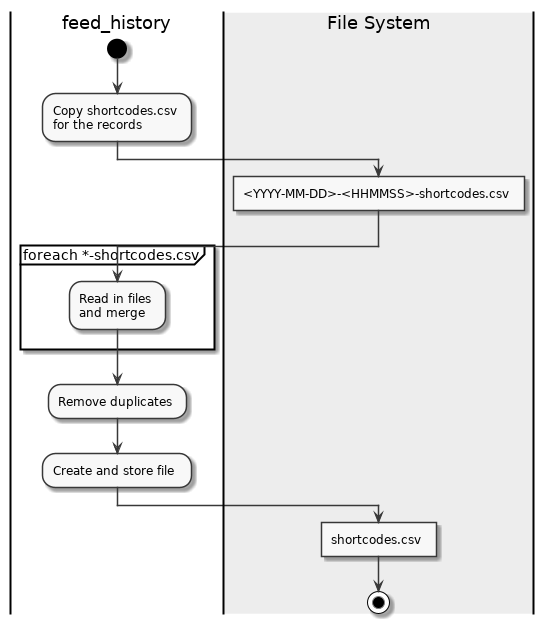 feed_history
File System
Copy shortcodes.csv
for the records
<YYYY-MM-DD>-<HHMMSS>-shortcodes.csv
foreach *-shortcodes.csv
Read in files
and merge
Remove duplicates
Create and store file
shortcodes.csv